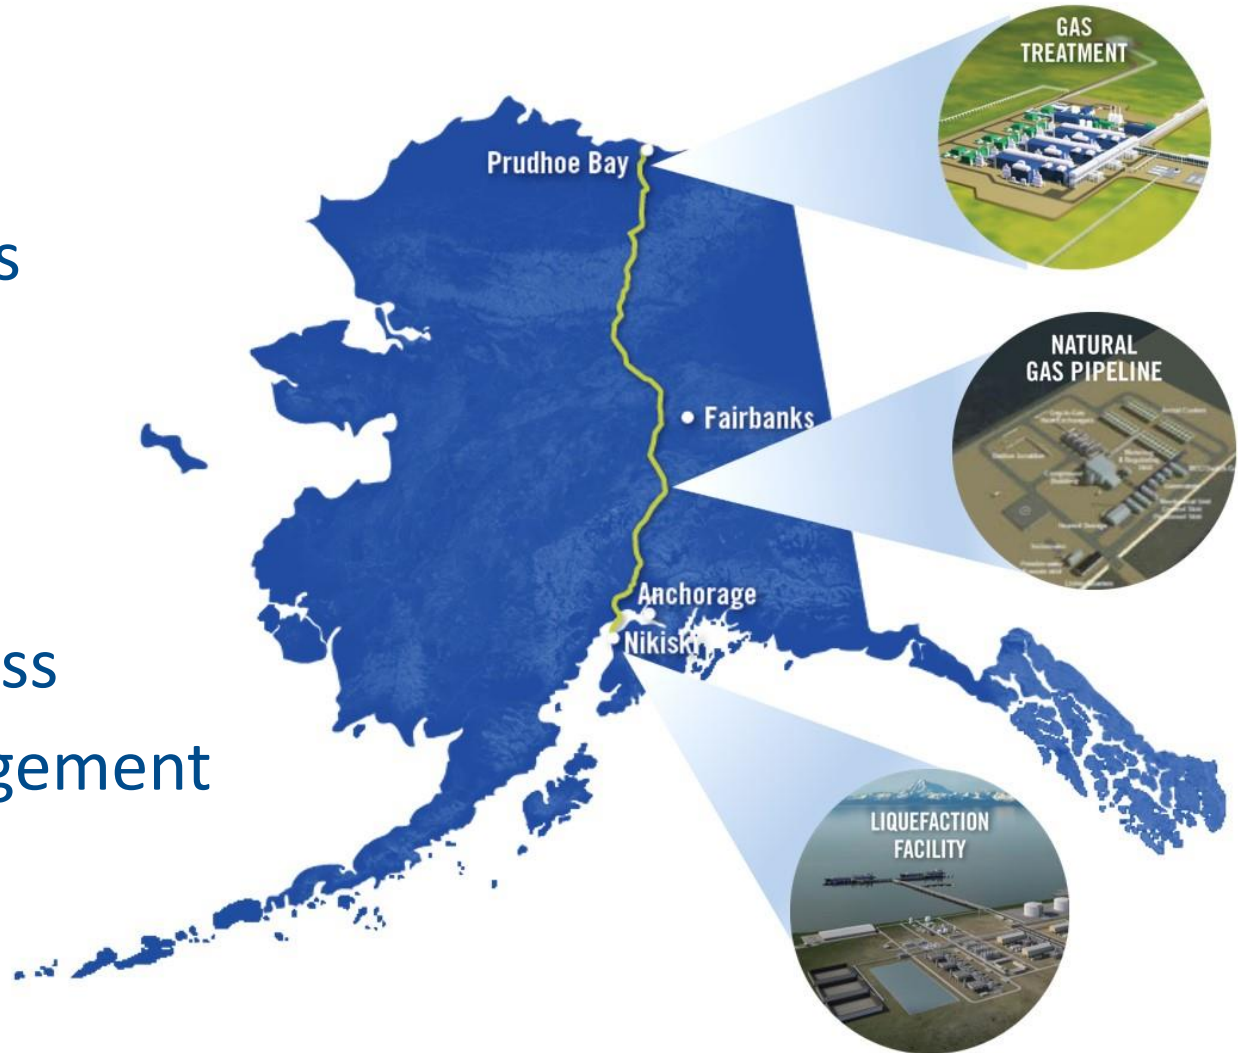 GAS
TREATMENT
Prudhoe Bay
s
NATURAL
GAS PIPELINE
Fairbanks
Anchorage
Nikiski
ss
gement
LIQUEFACTION
FACILITY